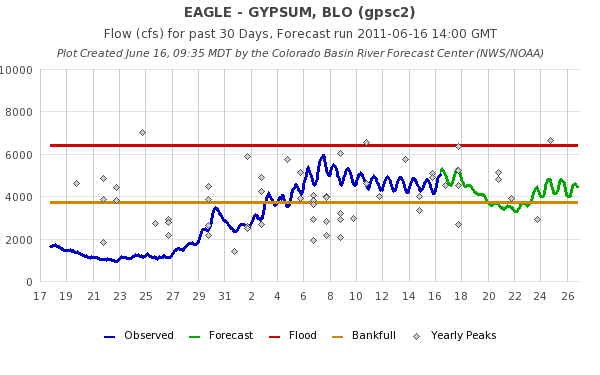 EAGLE - GYPSUM, BLO (gpsc2)
Flow (cfs) for past 30 Days, Forecast run 2011-06-16 14:00 GMT
Plot Created June 16, 09:35 MDT by the Colorado Basin River Forecast Center (NWS/NOAA)
10000
8000
6000
4000
2000
0
17 19 21 23 25 27 29 31 2 4 6 8 10 12 14 16 18 20 22 24 26
Observed Forecast Flood Bankfull Yearly Peaks